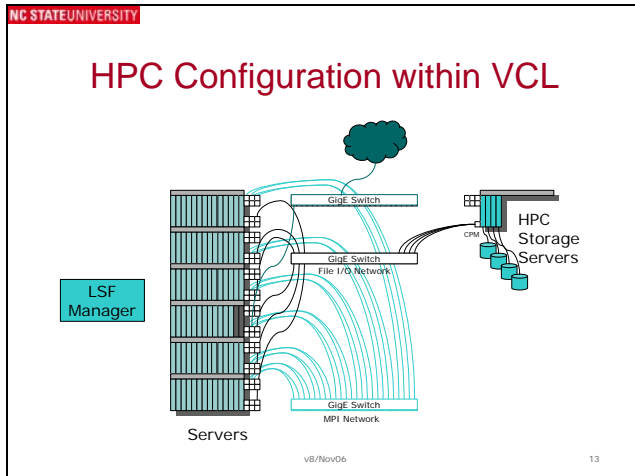 NC STATE UNIVERSITY
HPC Configuration within VCL
GigE Switch
HPC
Storage
Servers
CPM
GigE Switch
File I/O Network
LSF
Manager
GigE Switch
MPI Network
Servers
v8/Nov06
13